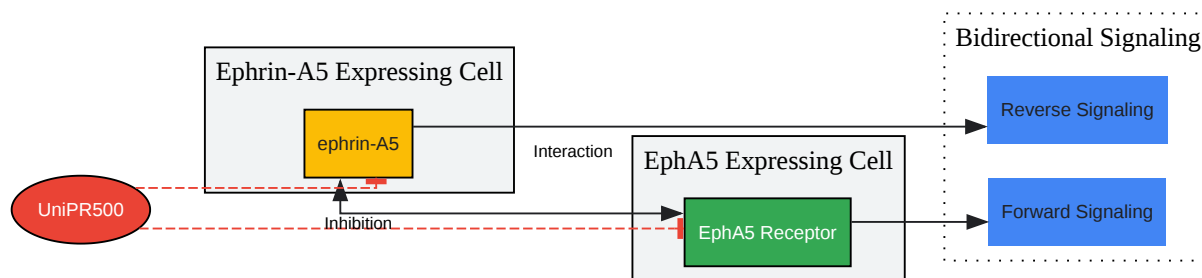 Bidirectional Signaling
Ephrin-A5 Expressing Cell
Reverse Signaling
ephrin-A5
Interaction
EphA5 Expressing Cell
UniPR500
Inhibition
Forward Signaling
EphA5 Receptor